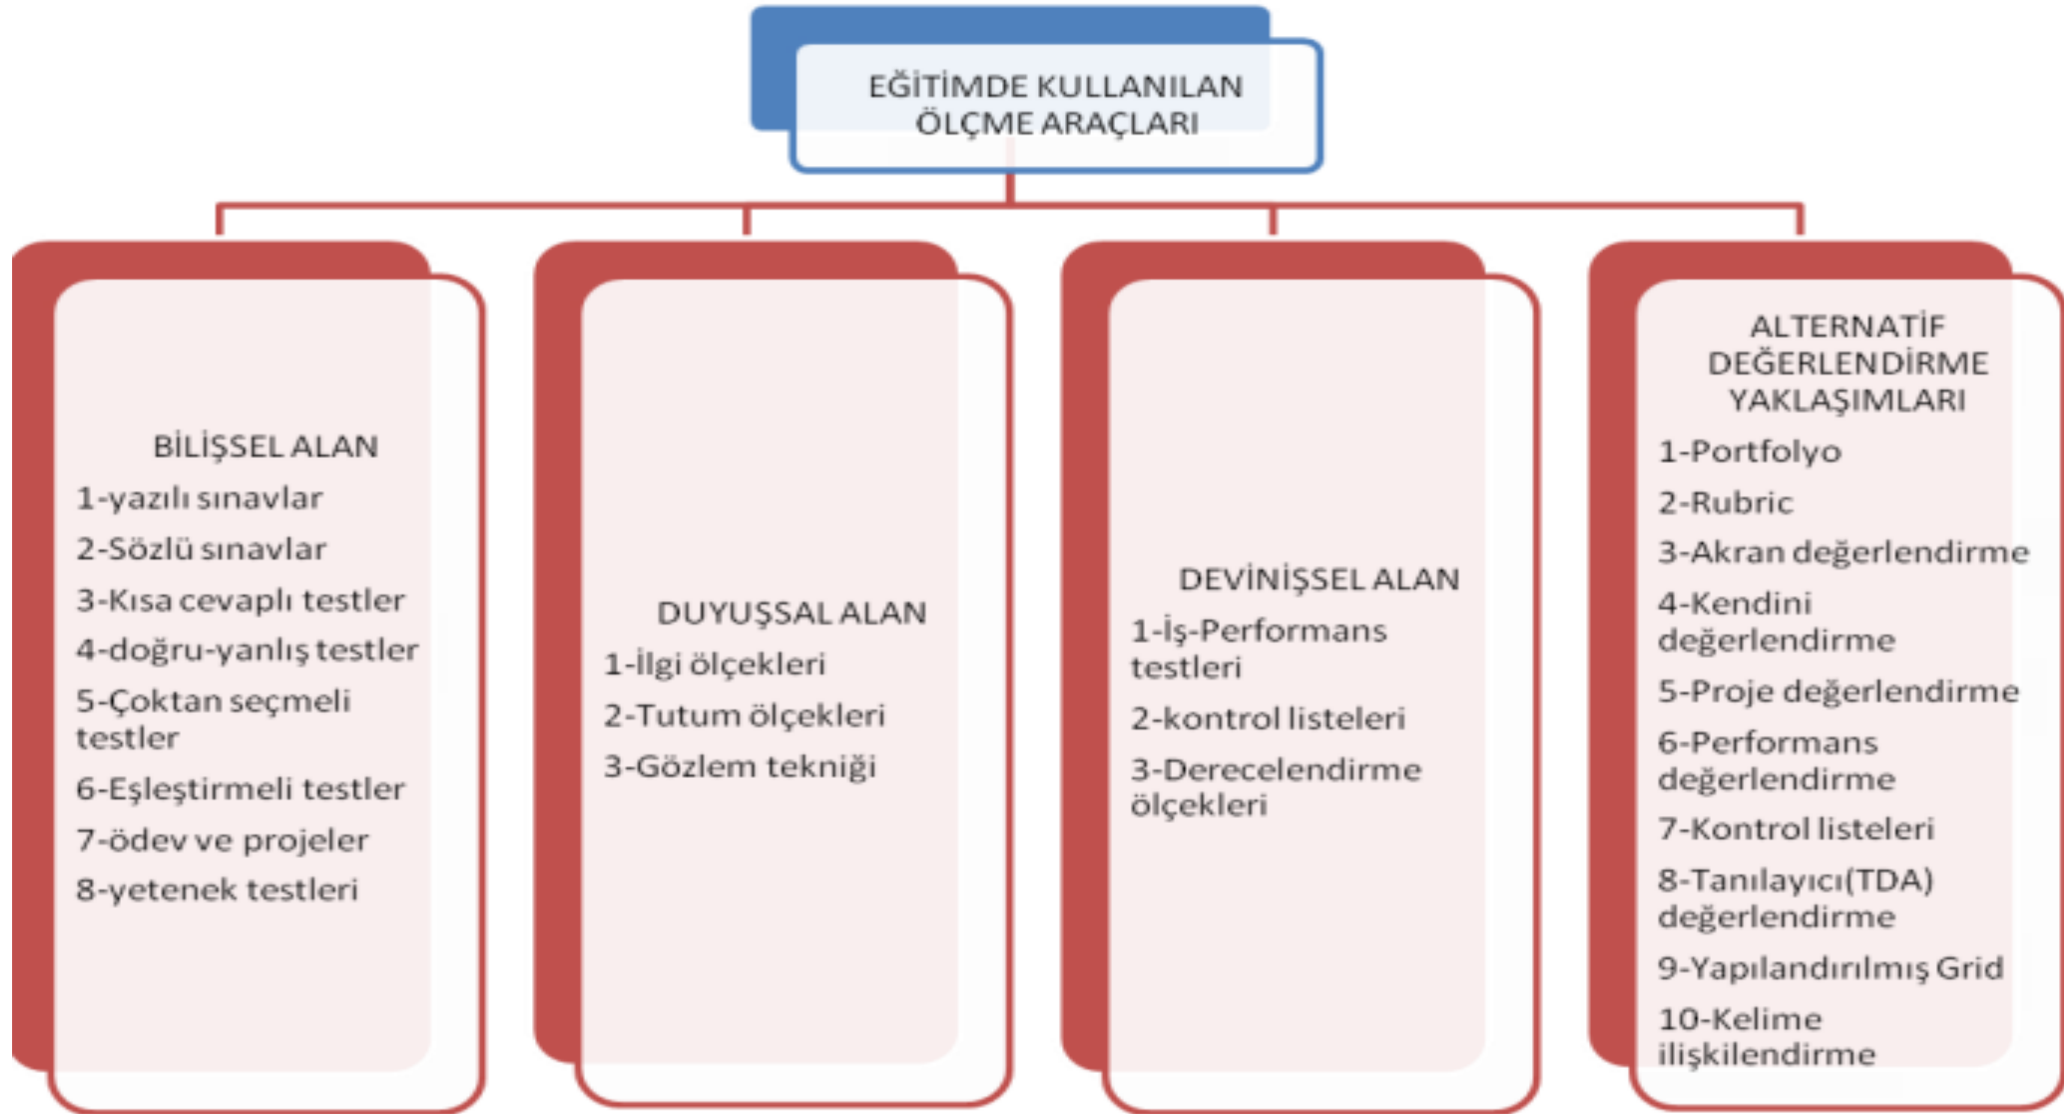 EĞİTİMDE KULLANILAN
ÖLÇME ARAÇLARI
BİLİŞSEL ALAN
1-yazılı sınavlar
2-Sözlü sınavlar
3-Kısa cevaplı testler
4-doğru-yanlış testler
5-Çoktan seçmeli
testler
6-Eşleştirmeli testler
7-ödev ve projeler
8-yetenek testleri
DUYUŞSAL ALAN
1-İlgi ölçekleri
2-Tutum ölçekleri
3-Gözlem tekniği
DEVİNİŞSEL ALAN
1-İş-Performans
testleri
2-kontrol listeleri
3-Derecelendirme
ölçekleri
ALTERNATİF
DEĞERLENDİRME
YAKLAŞIMLARI
1-Portfolyo
2-Rubric
3-Akran değerlendirme
4-Kendini
değerlendirme
5-Proje değerlendirme
6-Performans
değerlendirme
7-Kontrol listeleri
8-Tanılayıcı(TDA)
değerlendirme
9-Yapılandırılmış Grid
10-Kelime
ilişkilendirme